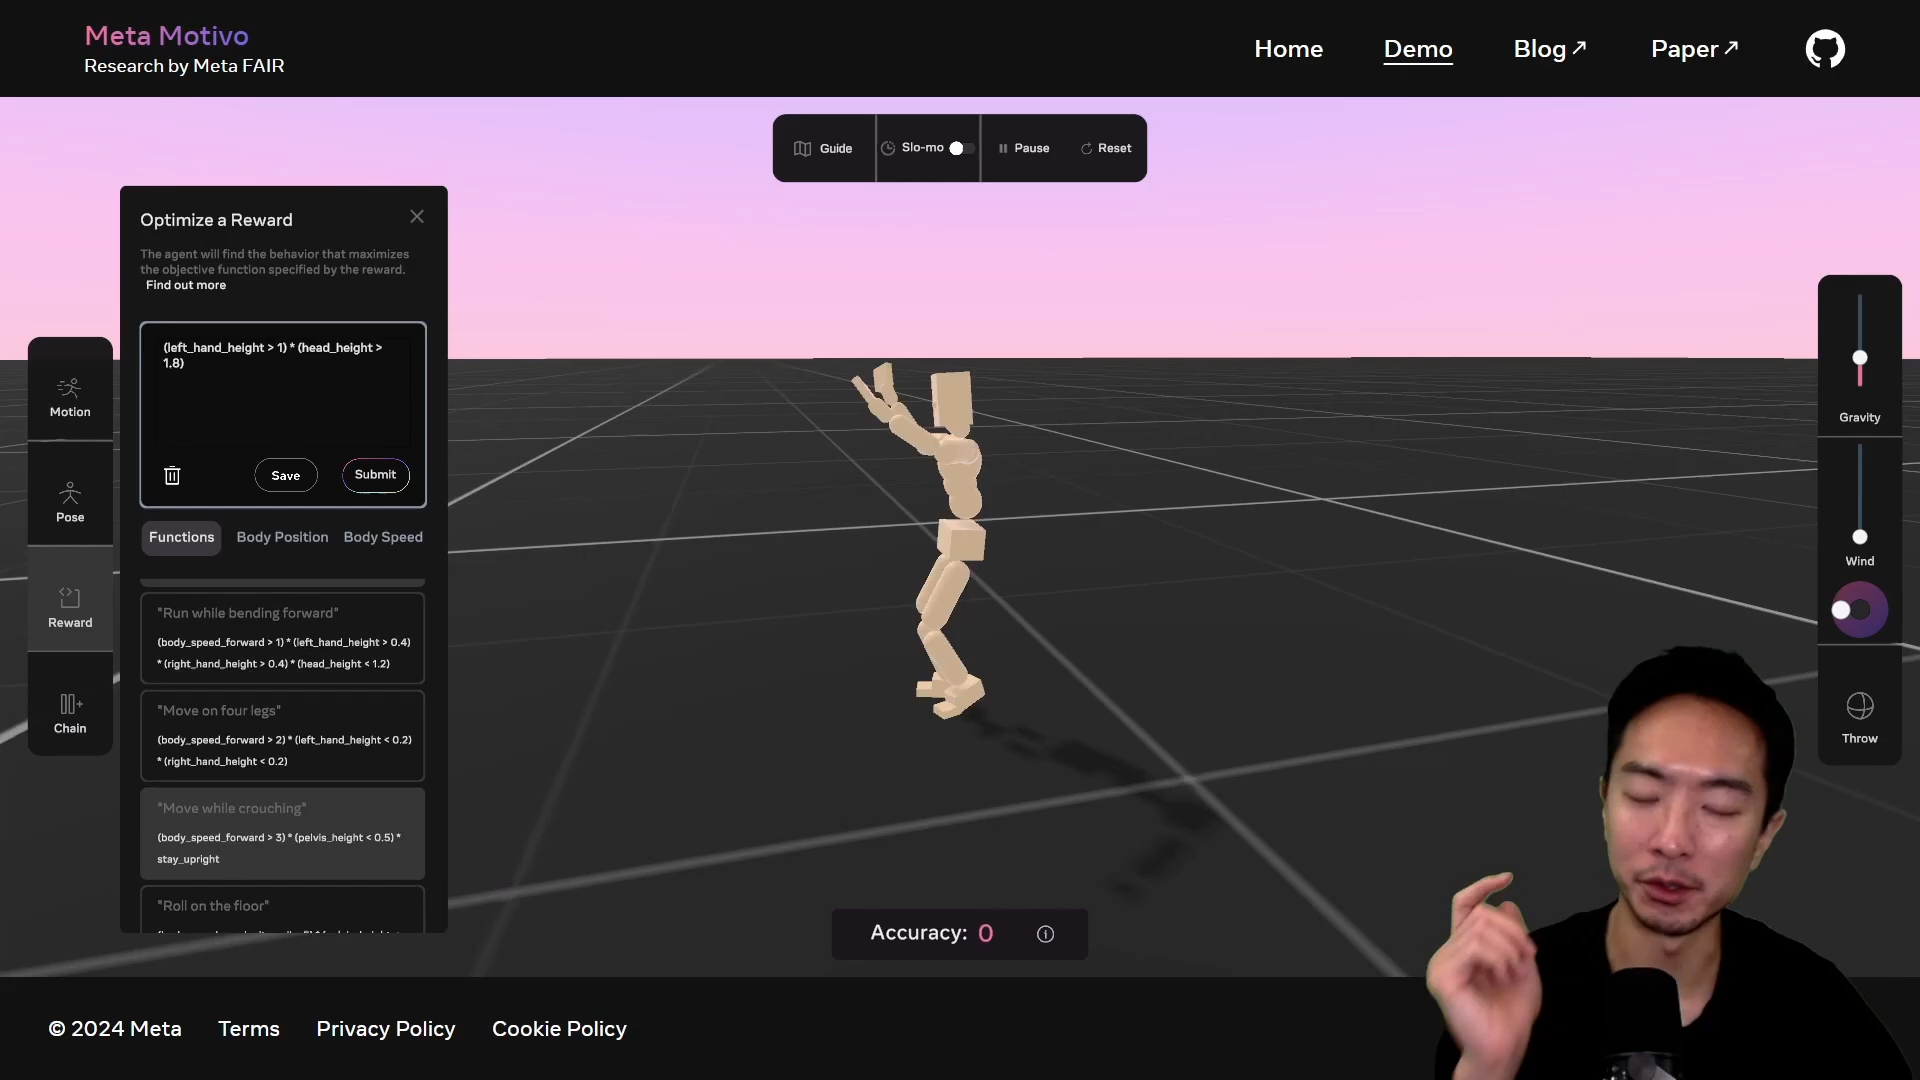 Meta Motivo
Research by Meta FAIR
Home
Demo
Blog
Paper
Guide
Slo-mo
Pause
Reset
Optimize a Reward
The agent will find the behavior that maximizes
the objective function specified by the reward.
Find out more
(left_hand_height > 1) * (head_height >
1.8)
Save
Submit
Functions
Body Position
Body Speed
"Run while bending forward"
(body_speed_forward > 1) * (left_hand_height > 0.4)
* (right_hand_height > 0.4) * (head_height < 1.2)
"Move on four legs"
(body_speed_forward > 2) * (left_hand_height < 0.2)
* (right_hand_height < 0.2)
"Move while crouching"
(body_speed_forward > 3) * (pelvis_height < 0.5) *
stay_upright
"Roll on the floor"
Motion
Pose
Reward
Chain
Gravity
Wind
Throw
Accuracy: 0
© 2024 Meta
Terms
Privacy Policy
Cookie Policy